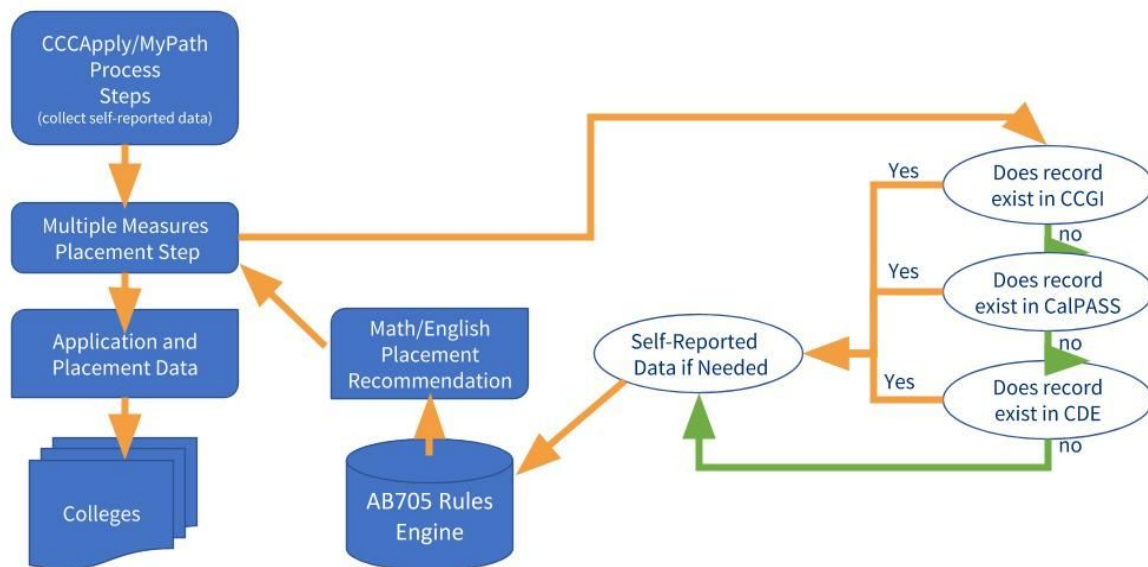 CCCApply/MyPath
Process
Steps
(collect self-reported data)
Multiple Measures
Placement Step
Application and
Placement Data
Colleges
Math/English
Placement
Recommendation
AB705 Rules
Engine
Self-Reported
Data if Needed
Yes
Does record
exist in CCGI
no
Yes
Does record
exist in CalPASS
no
Yes
Does record
exist in CDE
no